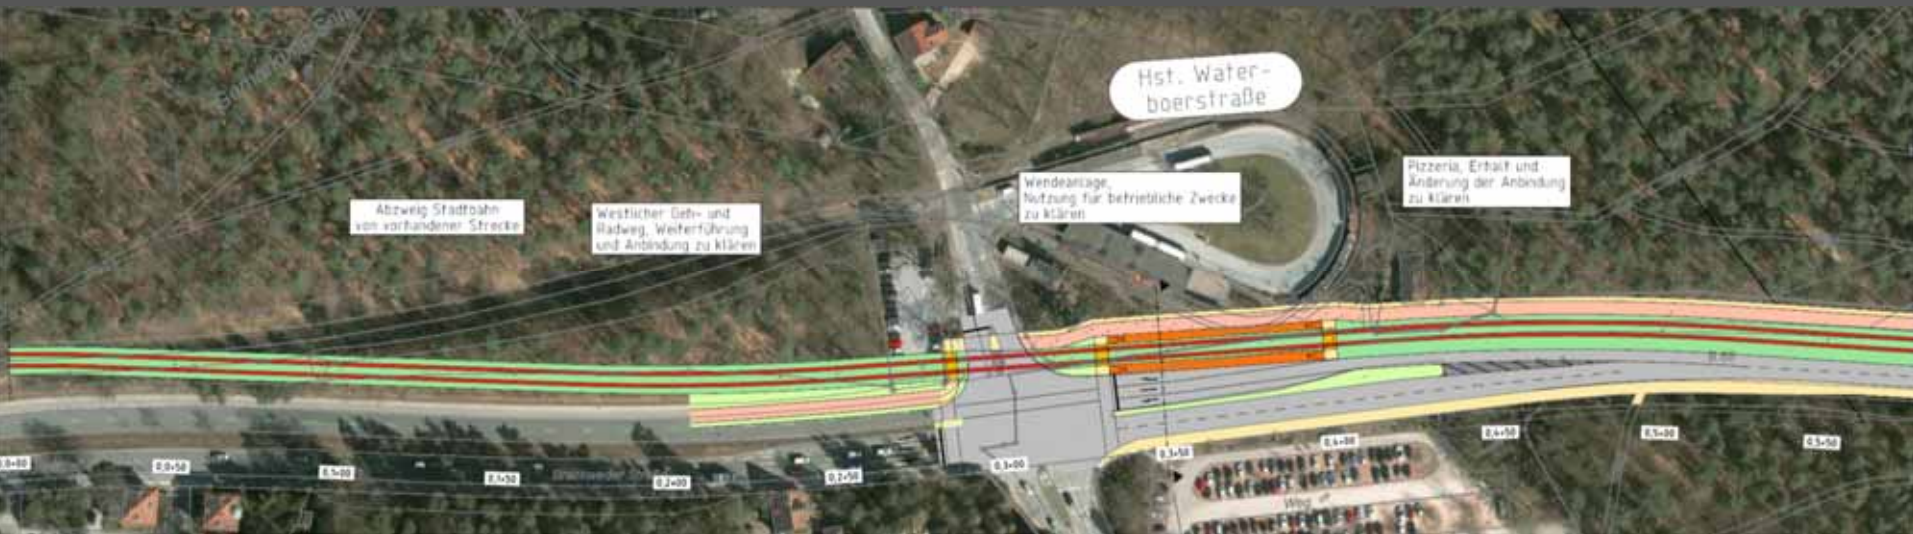 Hst. Water-
boerstraße
Wendeanlage,
Nutzung für betriebliche Zwecke
zu klären
Pizzeria, Erhalt und
Änderung der Anbindung
zu klären
Abzweig Stadtbahn
von vorhandener Strecke
Westlicher Geh- und
Radweg, Weiterführung
und Anbindung zu klären
0,0+50
0,1+00
0,1+50
0,2+00
0,2+50
0,3+00
0,3+50
0,4+00
0,4+50
0,5+00
0,5+50
Weg